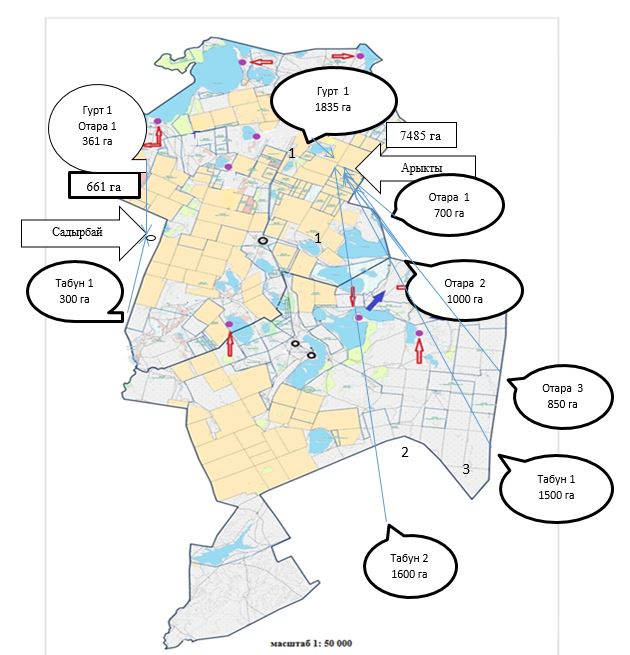 Гурт 1
1835 га
Гурт 1
Отара 1
361 га
7485 га
1
Арыкты
661 га
Отара 1
700 га
Садырбай
1
Табун 1
300 га
Отара 2
1000 га
Отара 3
850 га
2
3
Табун 1
1500 га
Табун 2
1600 га
масштаб 1: 50 000